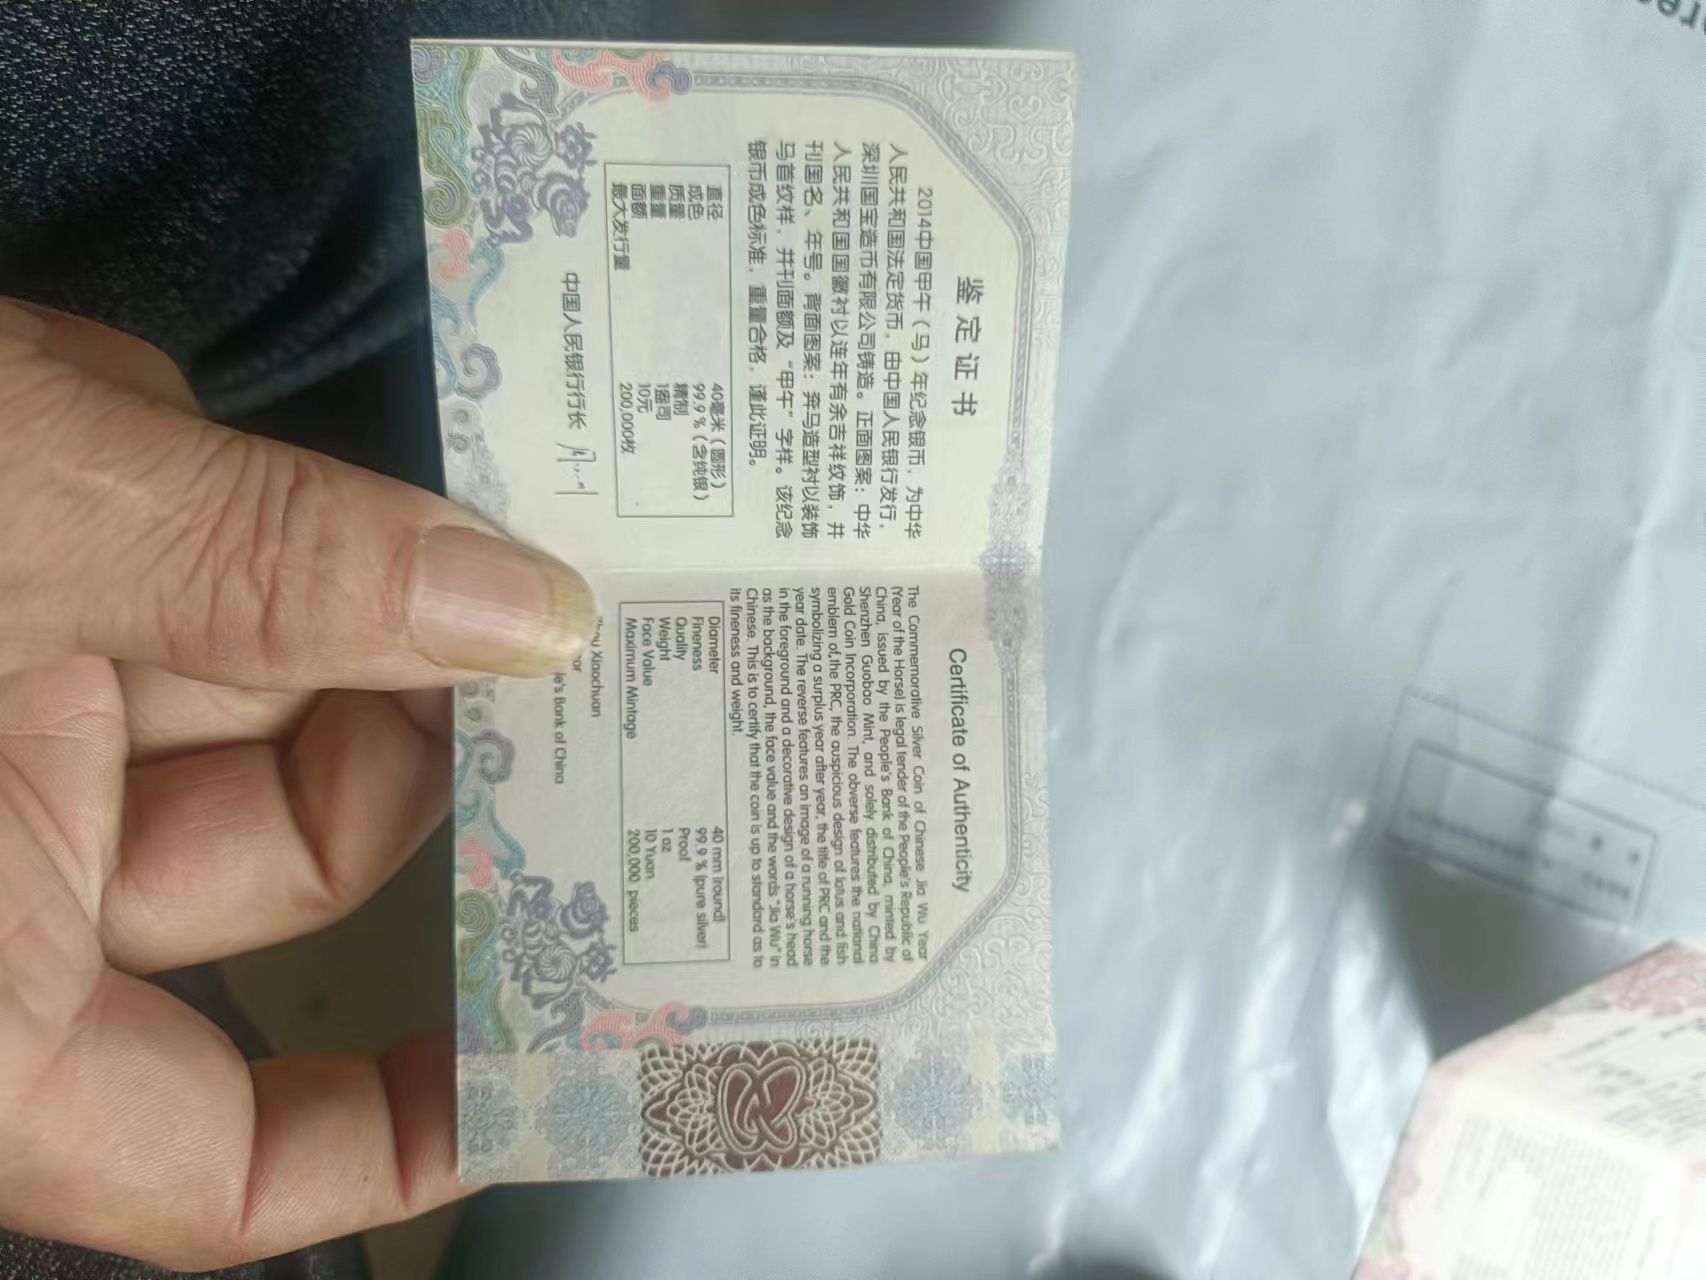 鉴定证书
2014中国甲午（马）年纪念银币，为中华
人民共和国法定货币，由中国人民银行发行，
深圳国宝造币有限公司铸造。正面图案：中华
人民共和国国徽衬以连年有余吉祥纹饰，并
刊国名、年号。背面图案：奔马造型衬以装饰
马首纹样，并刊面额及“甲午”字样。该纪念
银币成色标准，重量合格，谨此证明。
直径 40毫米（圆形）
成色 99.9%（含纯银）
质量 精制
重量 1盎司
面额 10元
最大发行量 200,000枚
中国人民银行行长
Certificate of Authenticity
The Commemorative Silver Coin of Chinese Jia Wu Year
(Year of the Horse) is legal tender of the People's Republic of
China, issued by the People's Bank of China, minted by
Shenzhen Guobao Mint, and solely distributed by China
Gold Coin Incorporation. The obverse features the national
emblem of the PRC, the auspicious design of lotus and fish
symbolizing a surplus year after year, the title of PRC and the
year date. The reverse features an image of a running horse
in the foreground and a decorative design of a horse's head
as the background, the face value and the words "Jia Wu" in
Chinese. This is to certify that the coin is up to standard as to
its fineness and weight.
Diameter 40 mm (round)
Fineness 99.9 % (pure silver)
Quality Proof
Weight 1 oz
Face Value 10 Yuan
Maximum Mintage 200,000 pieces
Xiaochuan
Bank of China